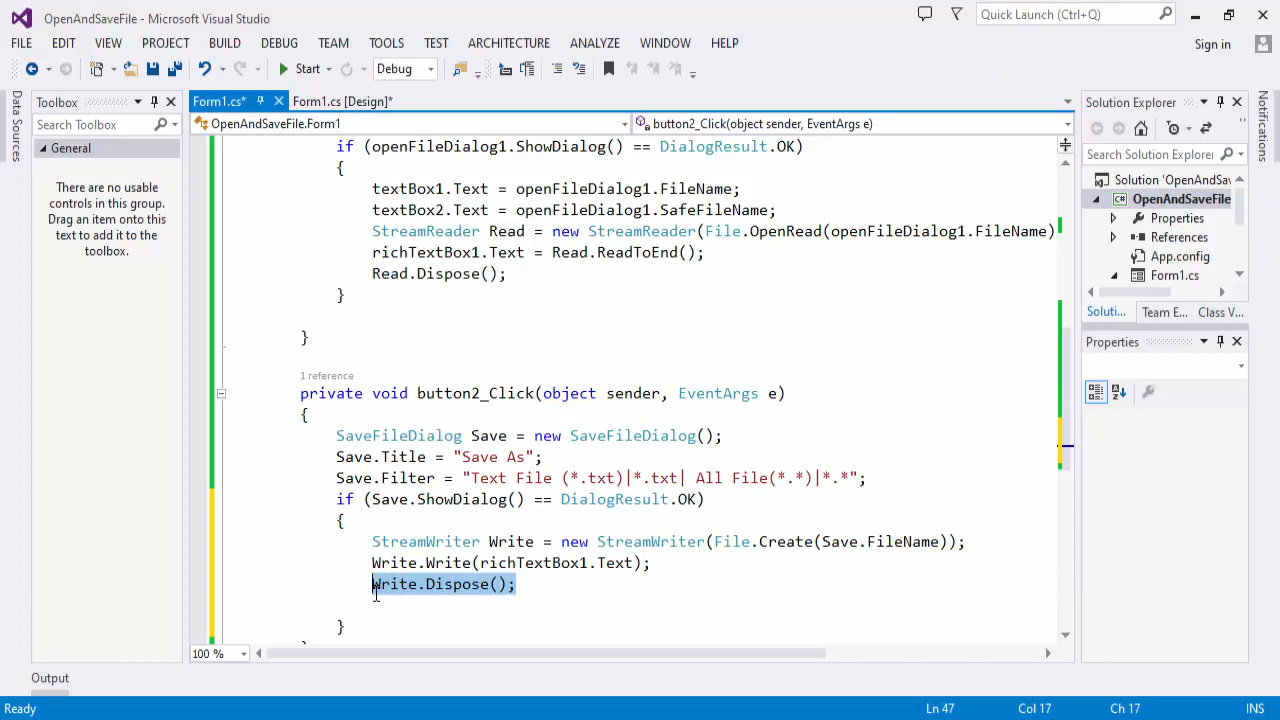 OpenAndSaveFile - Microsoft Visual Studio
Quick Launch (Ctrl+Q)
FILE EDIT VIEW PROJECT BUILD DEBUG TEAM TOOLS TEST ARCHITECTURE ANALYZE WINDOW HELP
Sign in
Start Debug
Data Sources
Toolbox
Search Toolbox
General
There are no usable
controls in this group.
Drag an item onto this
text to add it to the
toolbox.
Form1.cs* Form1.cs [Design]*
OpenAndSaveFile.Form1 button2_Click(object sender, EventArgs e)
if (openFileDialog1.ShowDialog() == DialogResult.OK)
{
textBox1.Text = openFileDialog1.FileName;
textBox2.Text = openFileDialog1.SafeFileName;
StreamReader Read = new StreamReader(File.OpenRead(openFileDialog1.FileName)
richTextBox1.Text = Read.ReadToEnd();
Read.Dispose();
}
}
1 reference
private void button2_Click(object sender, EventArgs e)
{
SaveFileDialog Save = new SaveFileDialog();
Save.Title = "Save As";
Save.Filter = "Text File (*.txt)|*.txt| All File(*.*)|*.*";
if (Save.ShowDialog() == DialogResult.OK)
{
StreamWriter Write = new StreamWriter(File.Create(Save.FileName));
Write.Write(richTextBox1.Text);
Write.Dispose();
}
100 %
Solution Explorer
Search Solution Explorer
Solution 'OpenAndSav
C# OpenAndSaveFile
Properties
References
App.config
Form1.cs
Soluti... Team E... Class V...
Properties
Notifications
Output
Ready Ln 47 Col 17 Ch 17 INS